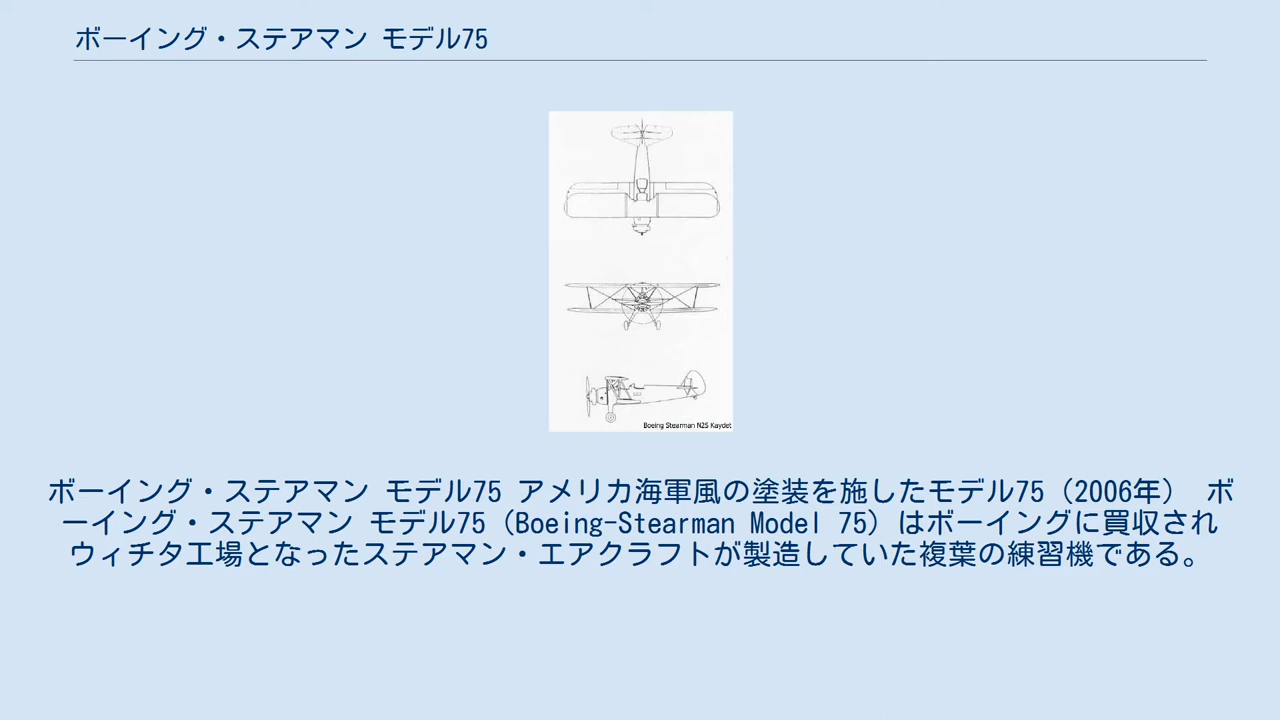 ボーイング・ステアマン モデル75
Boeing Stearman N2S Kaydet
ボーイング・ステアマン モデル75 アメリカ海軍風の塗装を施したモデル75（2006年） ボ
ーイング・ステアマン モデル75（Boeing-Stearman Model 75）はボーイングに買収され
ウィチタ工場となったステアマン・エアクラフトが製造していた複葉の練習機である。